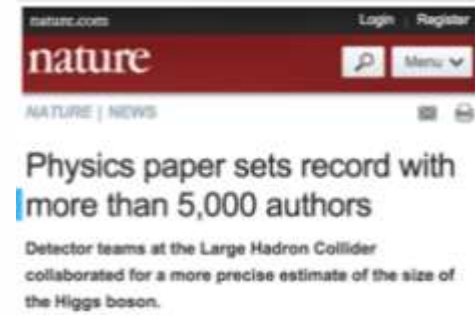 nature.com Login Register
nature Menu
NATURE | NEWS
Physics paper sets record with
more than 5,000 authors
Detector teams at the Large Hadron Collider
collaborated for a more precise estimate of the size of
the Higgs boson.